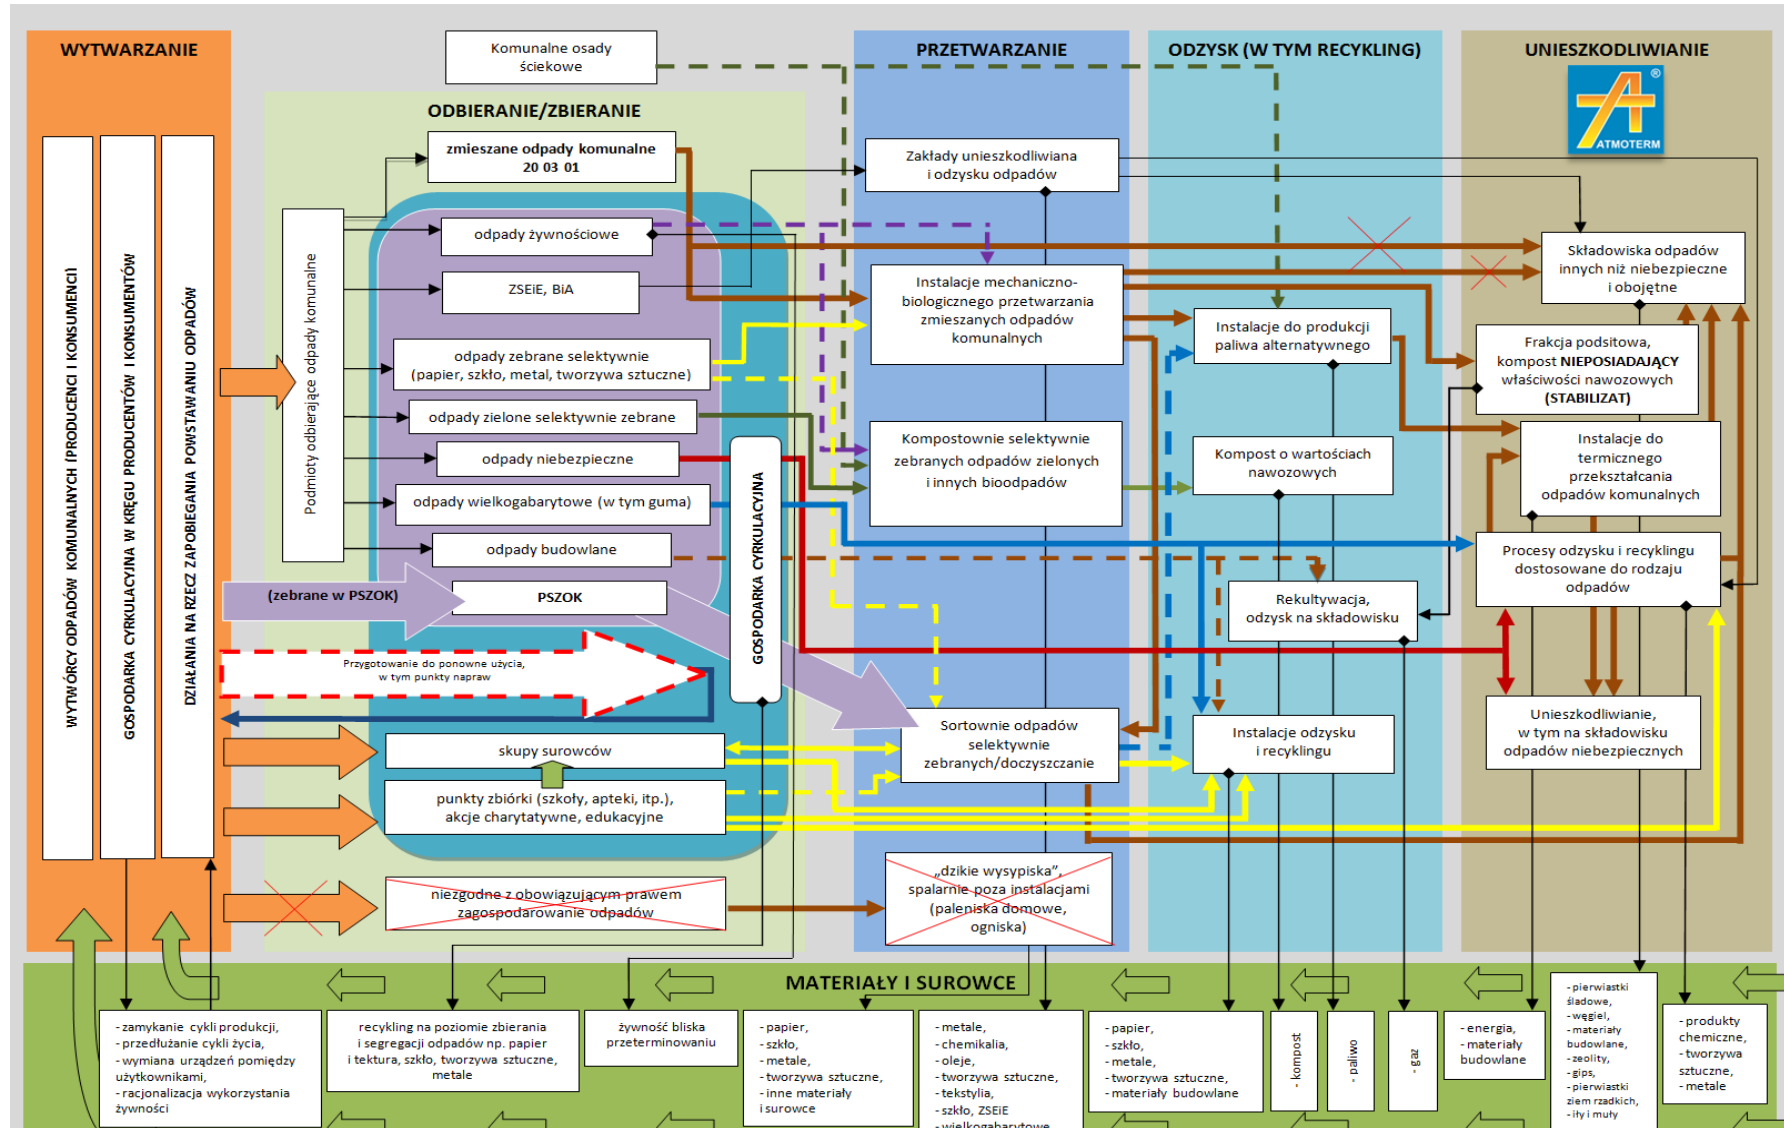 WYTWARZANIE
Komunalne osady
ściekowe
PRZETWARZANIE
ODZYSK (W TYM RECYKLING)
UNIESZKODLIWIANIE
®
ATMOTERM
ODBIERANIE/ZBIERANIE
WYTWÓRCY ODPADÓW KOMUNALNYCH (PRODUCENCI I KONSUMENCI)
GOSPODARKA CYRKULACYJNA W KRĘGU PRODUCENTÓW I KONSUMENTÓW
DZIAŁANIA NA RZECZ ZAPOBIEGANIA POWSTAWANIU ODPADÓW
Podmioty odbierające odpady komunalne
zmieszane odpady komunalne
20 03 01
odpady żywnościowe
ZSEiE, BiA
odpady zebrane selektywnie
(papier, szkło, metal, tworzywa sztuczne)
odpady zielone selektywnie zebrane
odpady niebezpieczne
odpady wielkogabarytowe (w tym guma)
odpady budowlane
(zebrane w PSZOK)
PSZOK
GOSPODARKA CYRKULACYJNA
Przygotowanie do ponowne użycia,
w tym punkty napraw
skupy surowców
punkty zbiórki (szkoły, apteki, itp.),
akcje charytatywne, edukacyjne
niezgodne z obowiązującym prawem
zagospodarowanie odpadów
Zakłady unieszkodliwiana
i odzysku odpadów
Instalacje mechaniczno-
biologicznego przetwarzania
zmieszanych odpadów
komunalnych
Kompostownie selektywnie
zebranych odpadów zielonych
i innych bioodpadów
Sortownie odpadów
selektywnie
zebranych/doczyszczanie
„dzikie wysypiska”,
spalarnie poza instalacjami
(paleniska domowe,
ogniska)
Instalacje do produkcji
paliwa alternatywnego
Kompost o wartościach
nawozowych
Rekultywacja,
odzysk na składowisku
Instalacje odzysku
i recyklingu
Składowiska odpadów
innych niż niebezpieczne
i obojętne
Frakcja podsitowa,
kompost NIEPOSIADAJĄCY
właściwości nawozowych
(STABILIZAT)
Instalacje do
termicznego
przekształcania
odpadów komunalnych
Procesy odzysku i recyklingu
dostosowane do rodzaju
odpadów
Unieszkodliwianie,
w tym na składowisku
odpadów niebezpiecznych
MATERIAŁY I SUROWCE
- zamykanie cykli produkcji,
- przedłużanie cykli życia,
- wymiana urządzeń pomiędzy
użytkownikami,
- racjonalizacja wykorzystania
żywności
recykling na poziomie zbierania
i segregacji odpadów np. papier
i tektura, szkło, tworzywa sztuczne,
metale
żywność bliska
przeterminowaniu
- papier,
- szkło,
- metale,
- tworzywa sztuczne,
- inne materiały
i surowce
- metale,
- chemikalia,
- oleje,
- tworzywa sztuczne,
- tekstylia,
- szkło, ZSEiE
- wielkogabarytowe
- papier,
- szkło,
- metale,
- tworzywa sztuczne,
- materiały budowlane
- kompost
- paliwo
- gaz
- energia,
- materiały
budowlane
- pierwiastki
śladowe,
- węgiel,
- materiały
budowlane,
- zeolity,
- gips,
- pierwiastki
ziem rzadkich,
- iły i muły
- produkty
chemiczne,
- tworzywa
sztuczne,
- metale